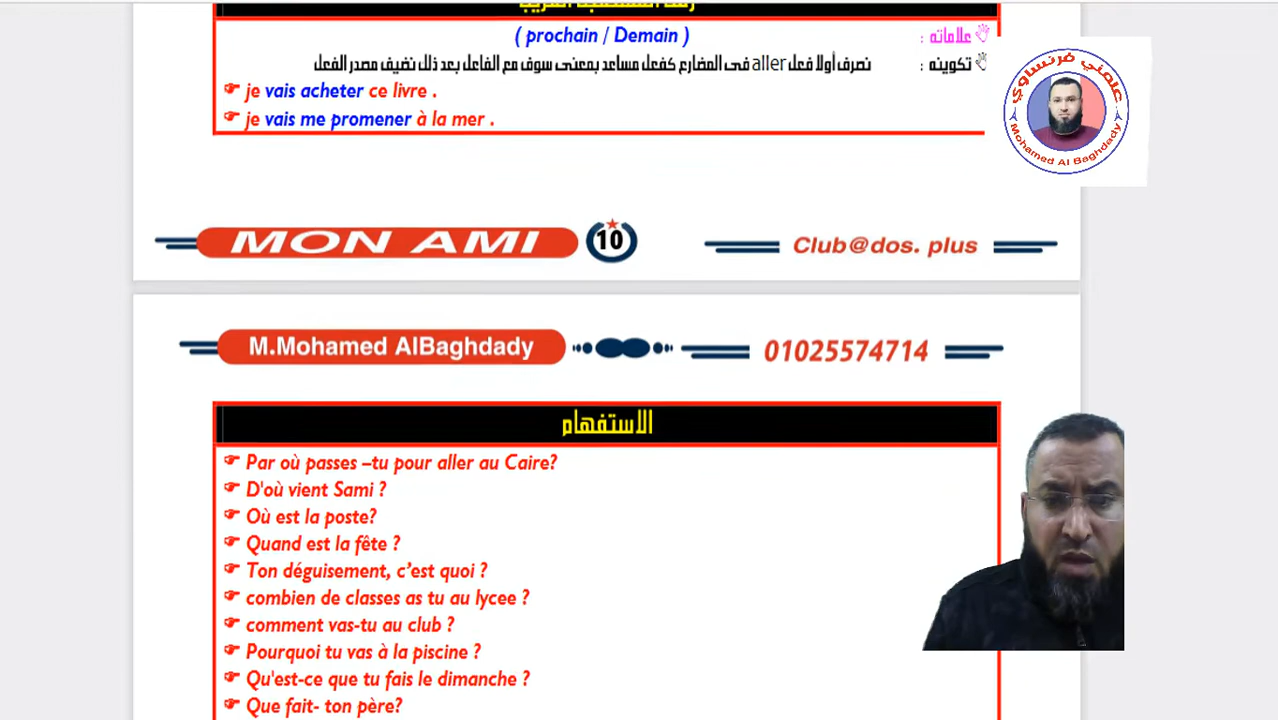 زمن المستقبل القريب
علاماته : ( prochain / Demain )
تكوينه : نصرف أولا فعل aller فى المضارع كفعل مساعد بمعنى سوف مع الفاعل بعد ذلك نضيف مصدر الفعل
je vais acheter ce livre .
je vais me promener à la mer .
علمني فرنساوي
Mohamed Al Baghdady
MON AMI 10 Club@dos. plus
M.Mohamed AlBaghdady 01025574714
الاستفهام
Par où passes –tu pour aller au Caire?
D'où vient Sami ?
Où est la poste?
Quand est la fête ?
Ton déguisement, c’est quoi ?
combien de classes as tu au lycee ?
comment vas-tu au club ?
Pourquoi tu vas à la piscine ?
Qu'est-ce que tu fais le dimanche ?
Que fait- ton père?